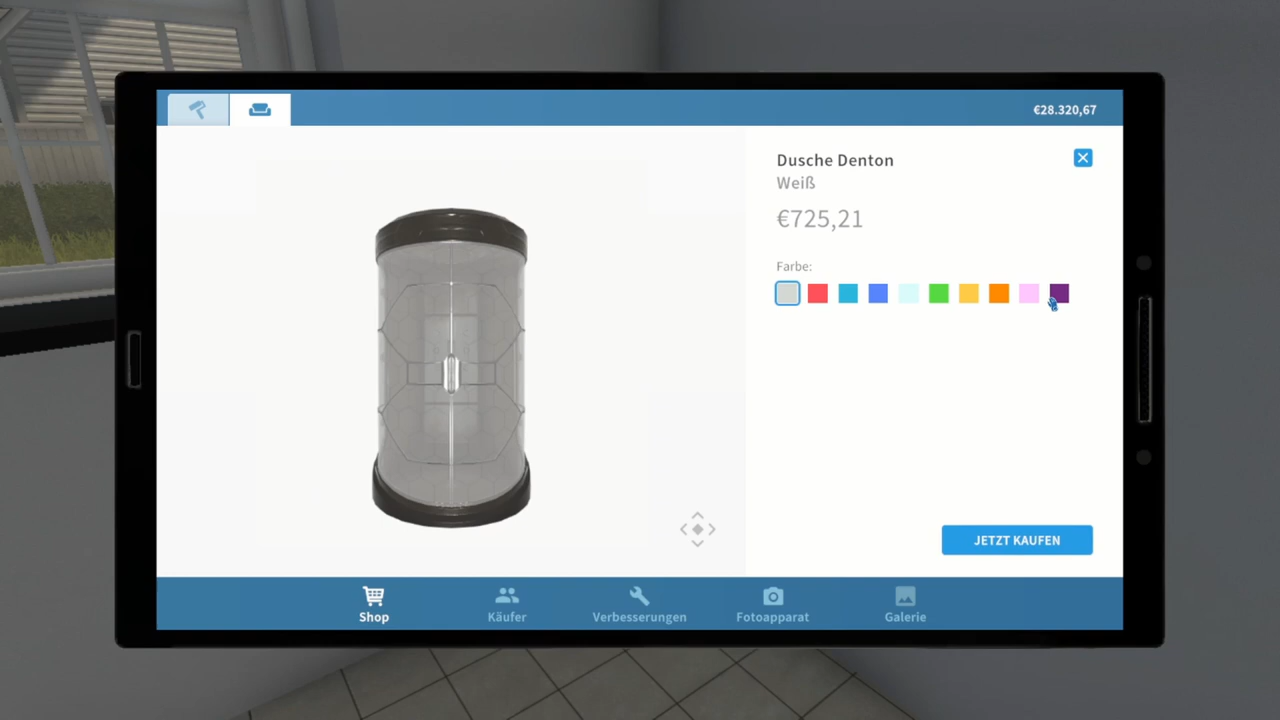 €28.320,67
Dusche Denton
Weiß
€725,21
Farbe:
JETZT KAUFEN
Shop
Käufer
Verbesserungen
Fotoapparat
Galerie